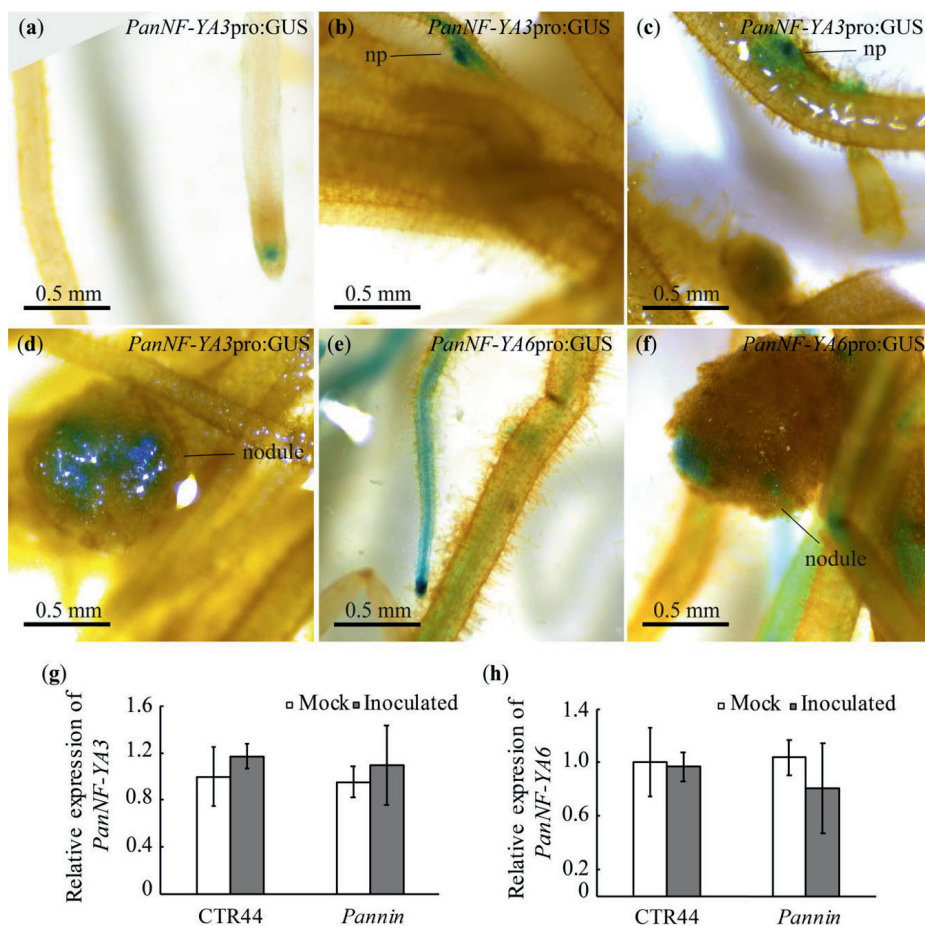 (a) PanNF-YA3pro:GUS
0.5 mm
(b) PanNF-YA3pro:GUS
np
0.5 mm
(c) PanNF-YA3pro:GUS
np
0.5 mm
(d) PanNF-YA3pro:GUS
nodule
0.5 mm
(e) PanNF-YA6pro:GUS
0.5 mm
(f) PanNF-YA6pro:GUS
nodule
0.5 mm
(g)
Mock Inoculated
Relative expression of
PanNF-YA3
1.6
1.2
0.8
0.4
0
CTR44 Pannin
(h)
Mock Inoculated
Relative expression of
PanNF-YA6
1.4
1.0
0.6
0.2
0
CTR44 Pannin